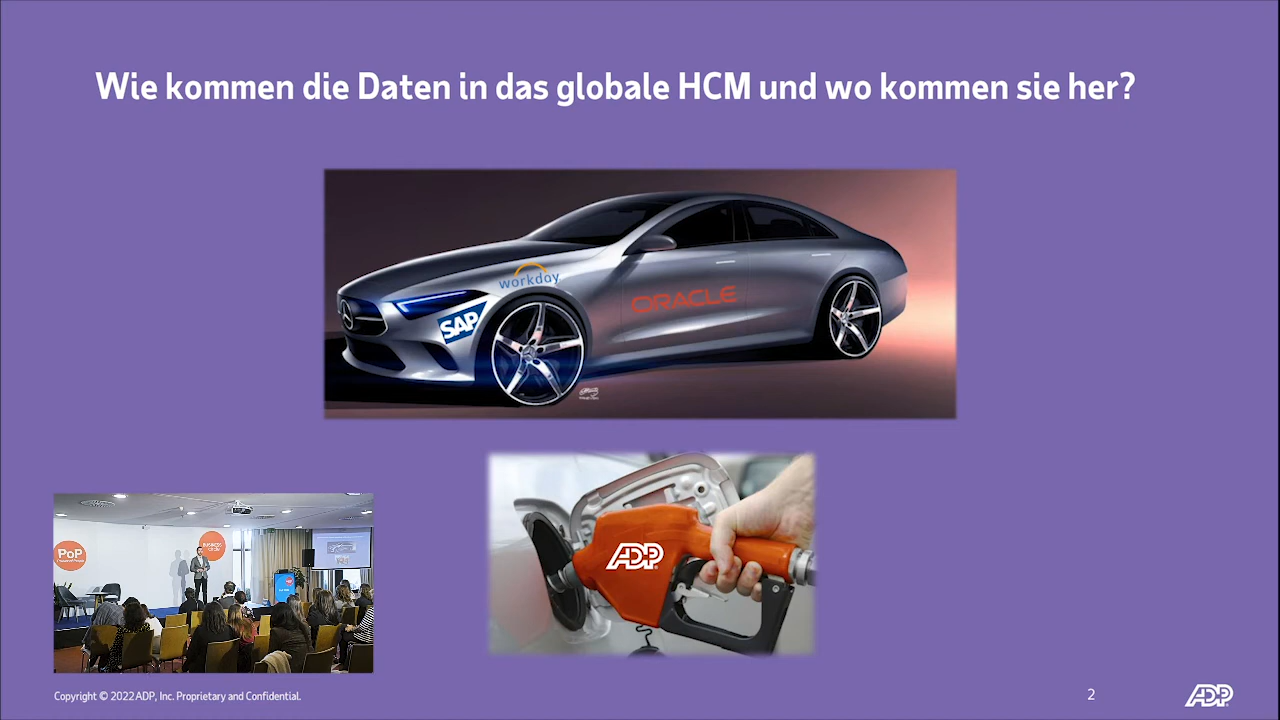 Wie kommen die Daten in das globale HCM und wo kommen sie her?
workday
SAP
ORACLE
ADP
PoP
BUSINESS
Copyright © 2022 ADP, Inc. Proprietary and Confidential.
2
ADP